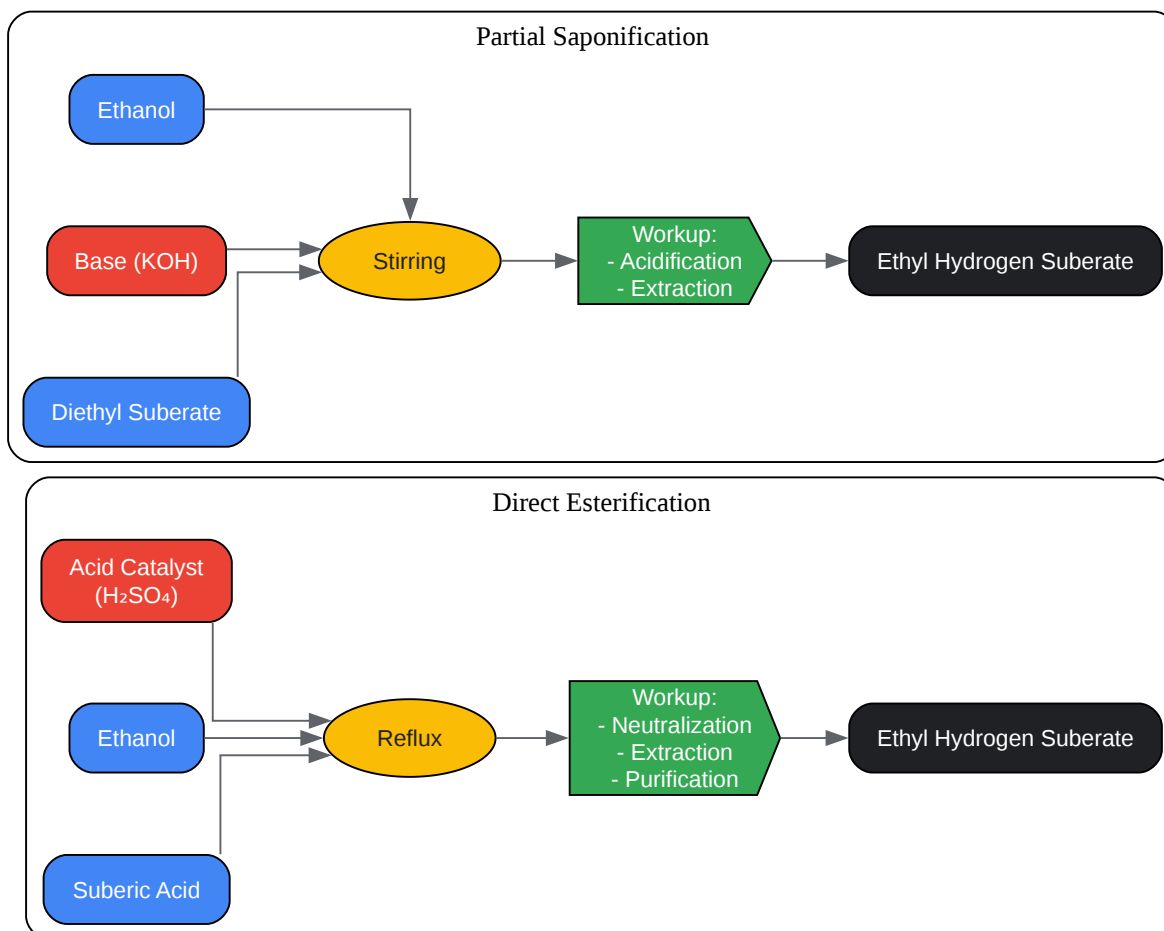 Partial Saponification
Ethanol
Base (KOH)
Stirring
Workup:
- Acidification
- Extraction
Ethyl Hydrogen Suberate
Diethyl Suberate
Direct Esterification
Acid Catalyst
(H₂SO₄)
Ethanol
Reflux
Workup:
- Neutralization
- Extraction
- Purification
Ethyl Hydrogen Suberate
Suberic Acid